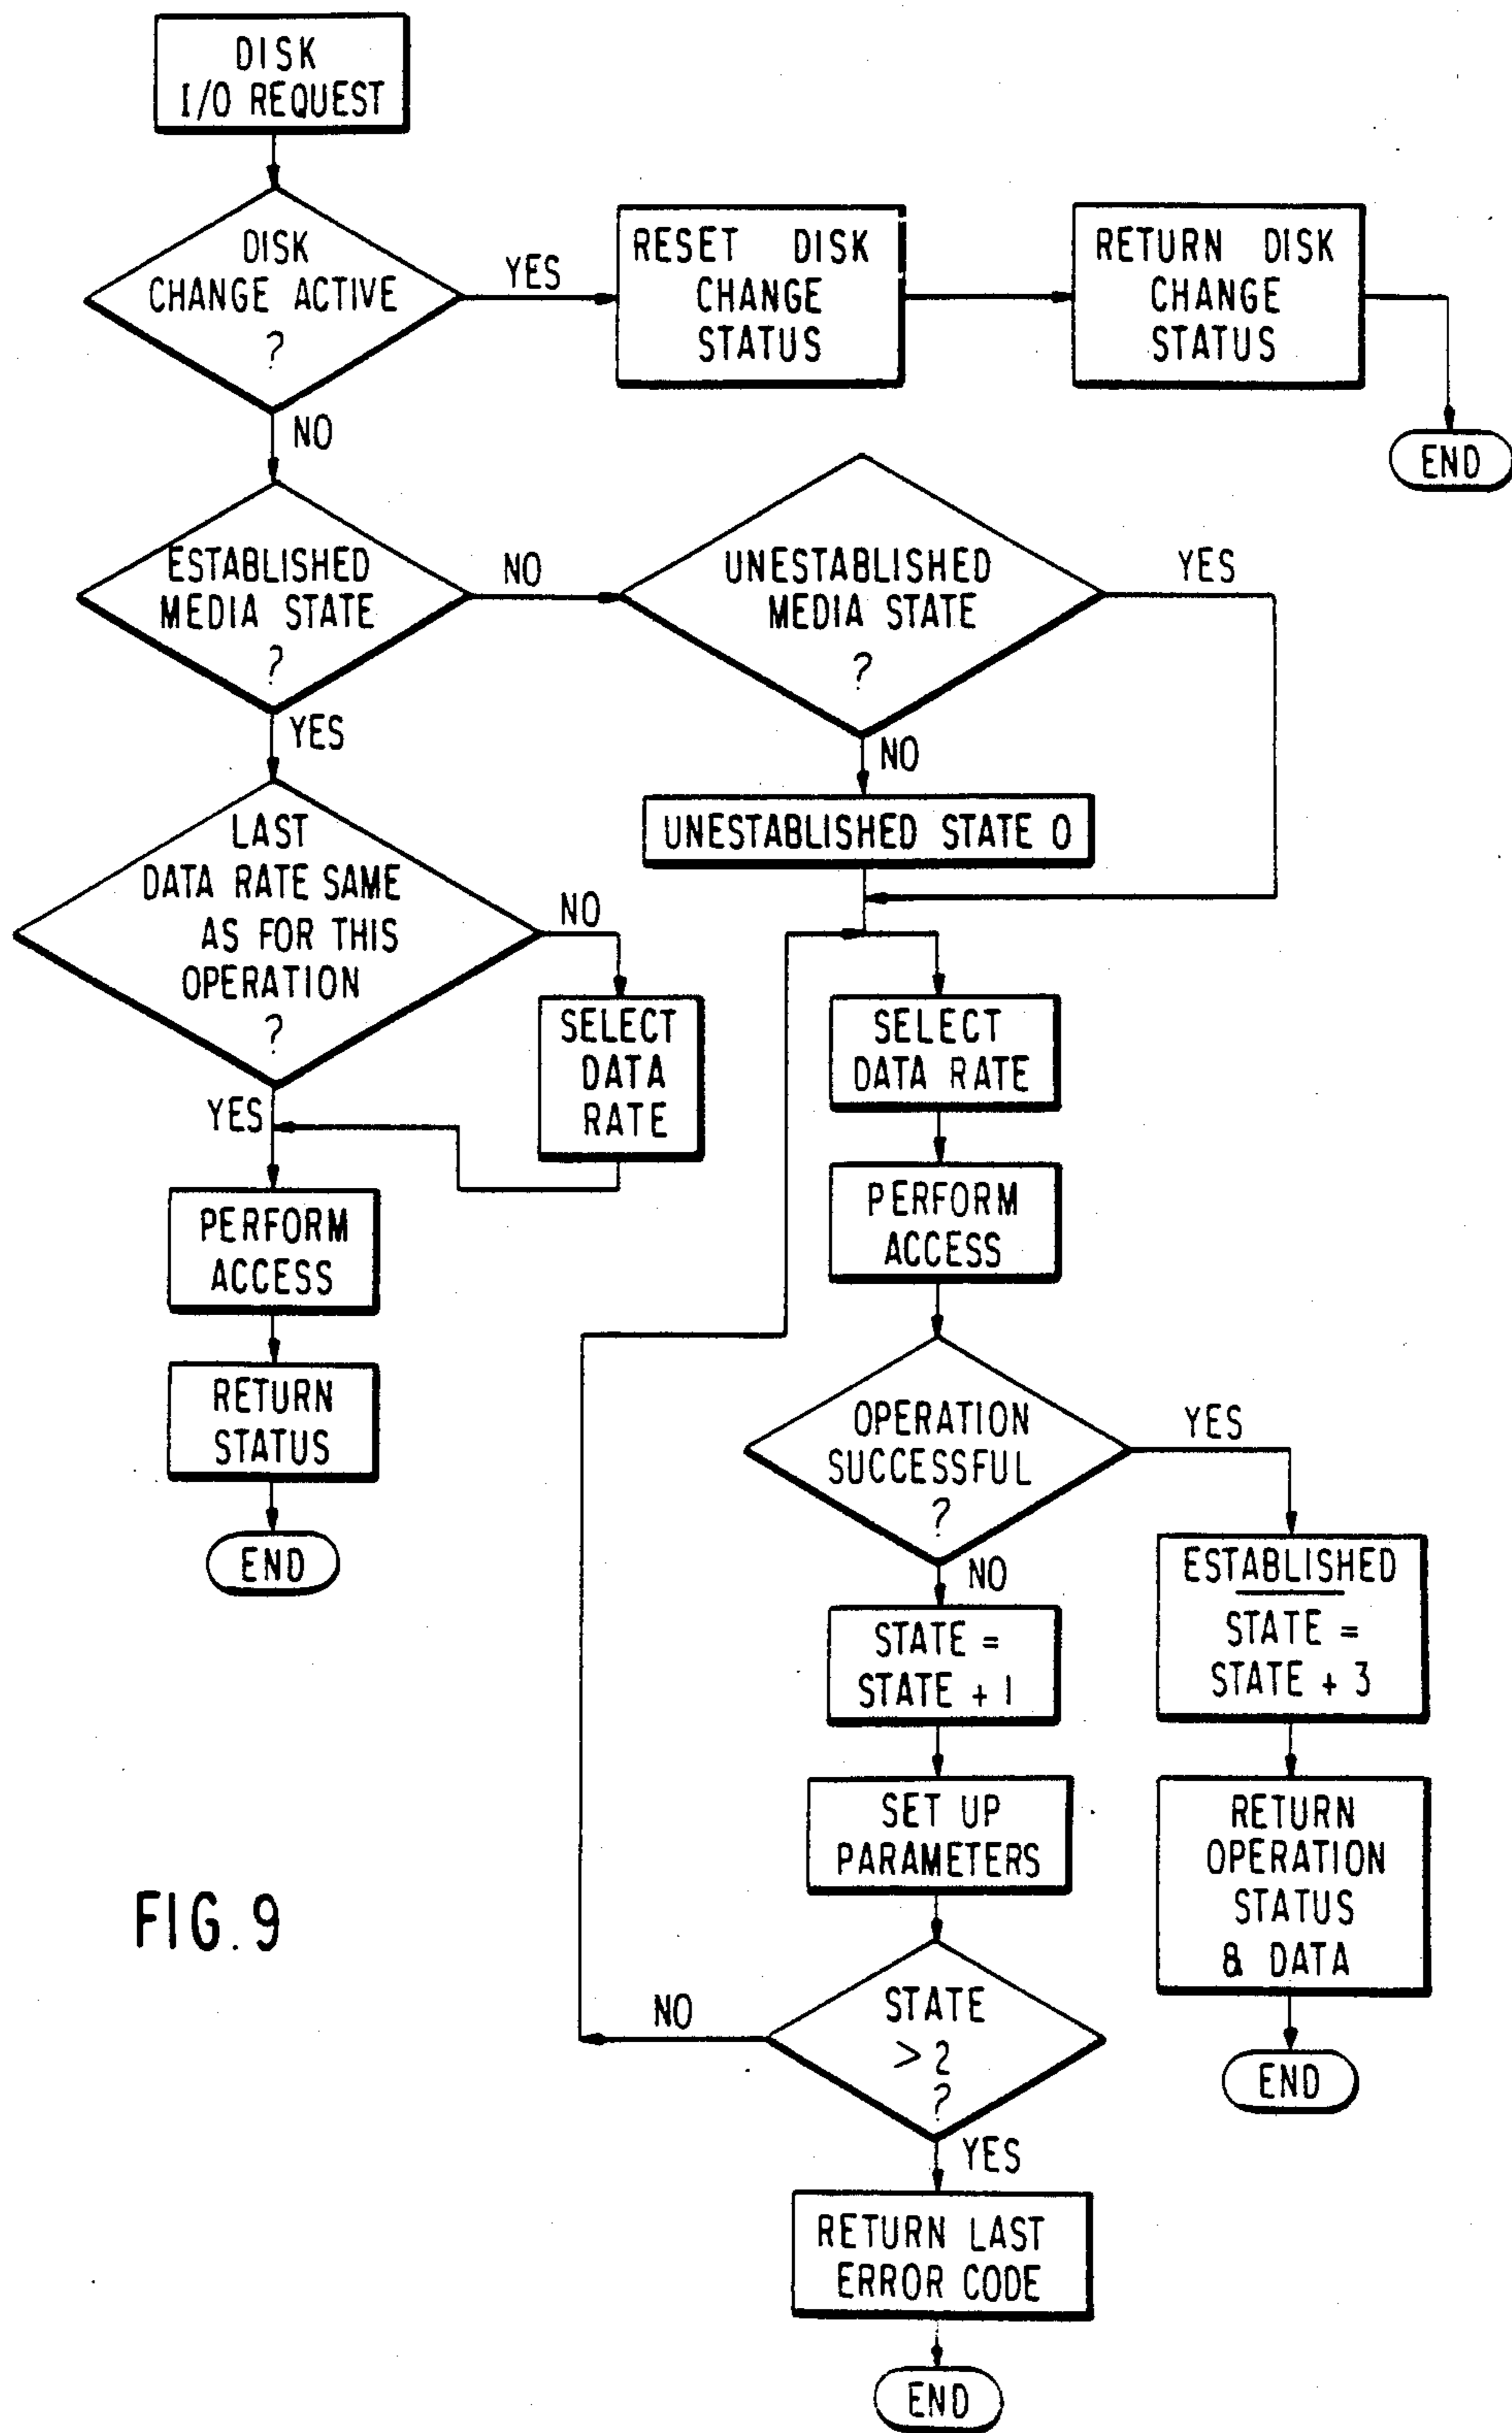 DISK
I/O REQUEST
DISK
CHANGE ACTIVE
?
YES
RESET DISK
CHANGE
STATUS
RETURN DISK
CHANGE
STATUS
END
NO
ESTABLISHED
MEDIA STATE
?
NO
UNESTABLISHED
MEDIA STATE
?
YES
NO
UNESTABLISHED STATE 0
YES
LAST
DATA RATE SAME
AS FOR THIS
OPERATION
?
NO
SELECT
DATA
RATE
YES
PERFORM
ACCESS
RETURN
STATUS
END
SELECT
DATA RATE
PERFORM
ACCESS
OPERATION
SUCCESSFUL
?
YES
ESTABLISHED
STATE =
STATE + 3
RETURN
OPERATION
STATUS
& DATA
END
NO
STATE =
STATE + 1
SET UP
PARAMETERS
STATE
> 2
?
NO
YES
RETURN LAST
ERROR CODE
END
FIG. 9